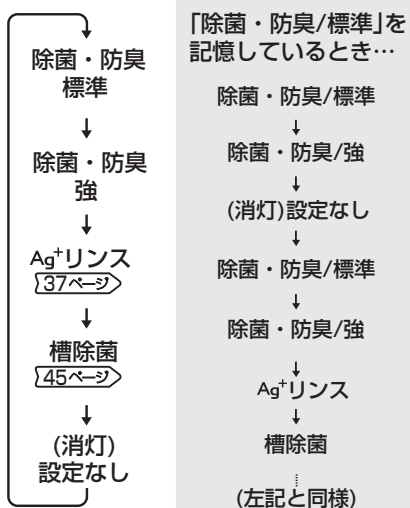 除菌・防臭
標準
↓
除菌・防臭
強
↓
Ag⁺リンス
37ページ
↓
槽除菌
45ページ
↓
(消灯)
設定なし
「除菌・防臭/標準」を
記憶しているとき…
除菌・防臭/標準
↓
除菌・防臭/強
↓
(消灯)設定なし
↓
除菌・防臭/標準
↓
除菌・防臭/強
↓
Ag⁺リンス
↓
槽除菌
(左記と同様)